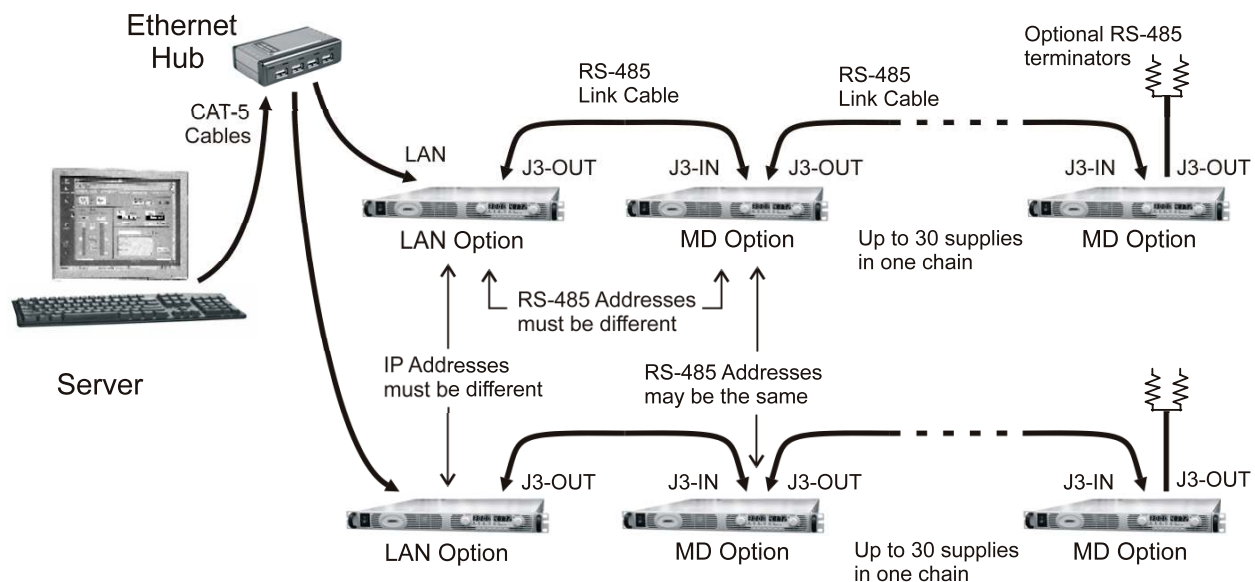 Ethernet
Hub
CAT-5
Cables
Server
LAN
RS-485
Link Cable
RS-485
Link Cable
Optional RS-485
terminators
J3-OUT
J3-IN
J3-OUT
J3-IN
J3-OUT
LAN Option
MD Option
Up to 30 supplies
in one chain
MD Option
RS-485 Addresses
must be different
IP Addresses
must be different
RS-485 Addresses
may be the same
J3-OUT
J3-IN
J3-OUT
J3-IN
J3-OUT
LAN Option
MD Option
Up to 30 supplies
in one chain
MD Option